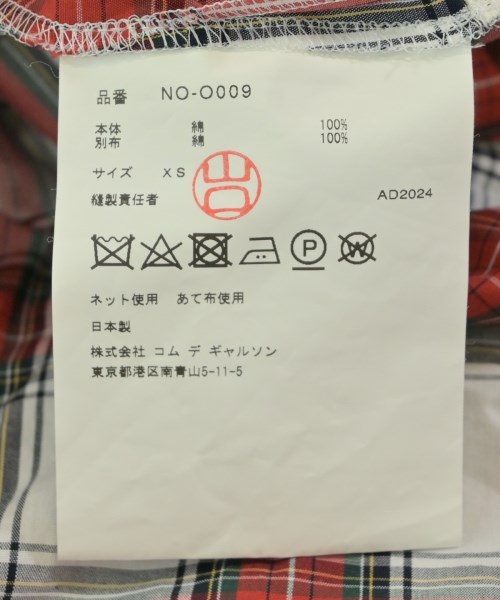 品番 NO-O009
本体 綿 100%
別布 綿 100%
サイズ XS
縫製責任者 山口 AD2024
P W
ネット使用 あて布使用
日本製
株式会社 コム デ ギャルソン
東京都港区南青山5-11-5